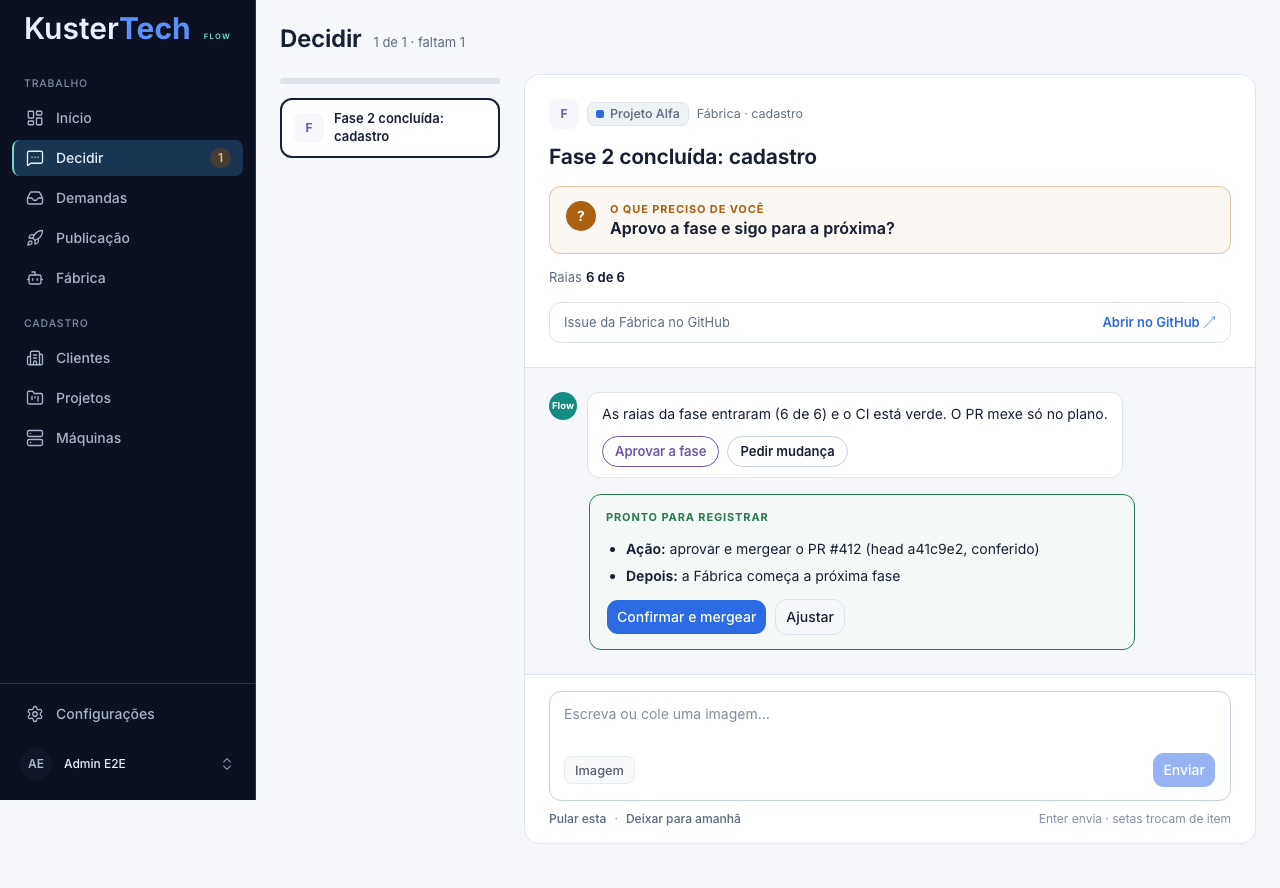 KusterTech FLOW
TRABALHO
Início
Decidir 1
Demandas
Publicação
Fábrica
CADASTRO
Clientes
Projetos
Máquinas
Configurações
AE Admin E2E
Decidir 1 de 1 · faltam 1
F Fase 2 concluída:
cadastro
F Projeto Alfa Fábrica · cadastro
Fase 2 concluída: cadastro
? O QUE PRECISO DE VOCÊ
Aprovo a fase e sigo para a próxima?
Raias 6 de 6
Issue da Fábrica no GitHub Abrir no GitHub ↗
Flow As raias da fase entraram (6 de 6) e o CI está verde. O PR mexe só no plano.
Aprovar a fase Pedir mudança
PRONTO PARA REGISTRAR
• Ação: aprovar e mergear o PR #412 (head a41c9e2, conferido)
• Depois: a Fábrica começa a próxima fase
Confirmar e mergear Ajustar
Escreva ou cole uma imagem...
Imagem Enviar
Pular esta · Deixar para amanhã Enter envia · setas trocam de item